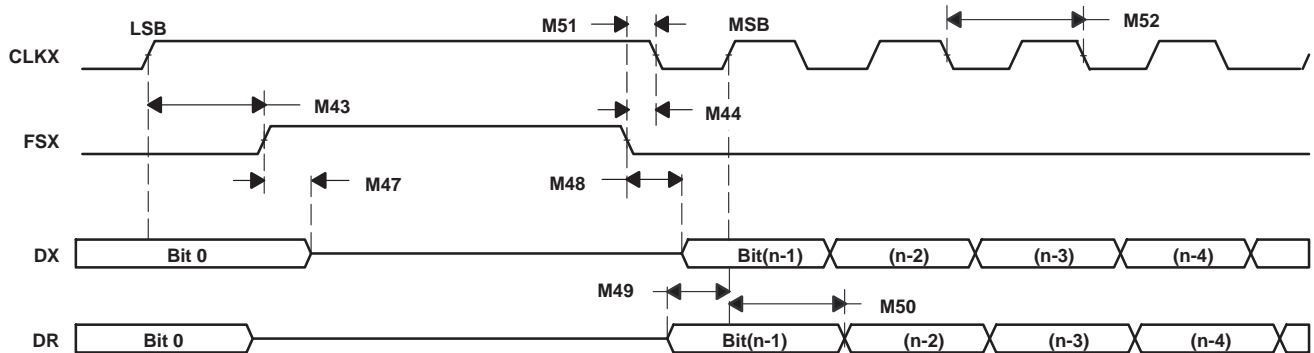 LSB M51 MSB M52
CLKX
M43 M44
FSX
M47 M48
DX Bit 0 Bit(n-1) (n-2) (n-3) (n-4)
M49 M50
DR Bit 0 Bit(n-1) (n-2) (n-3) (n-4)